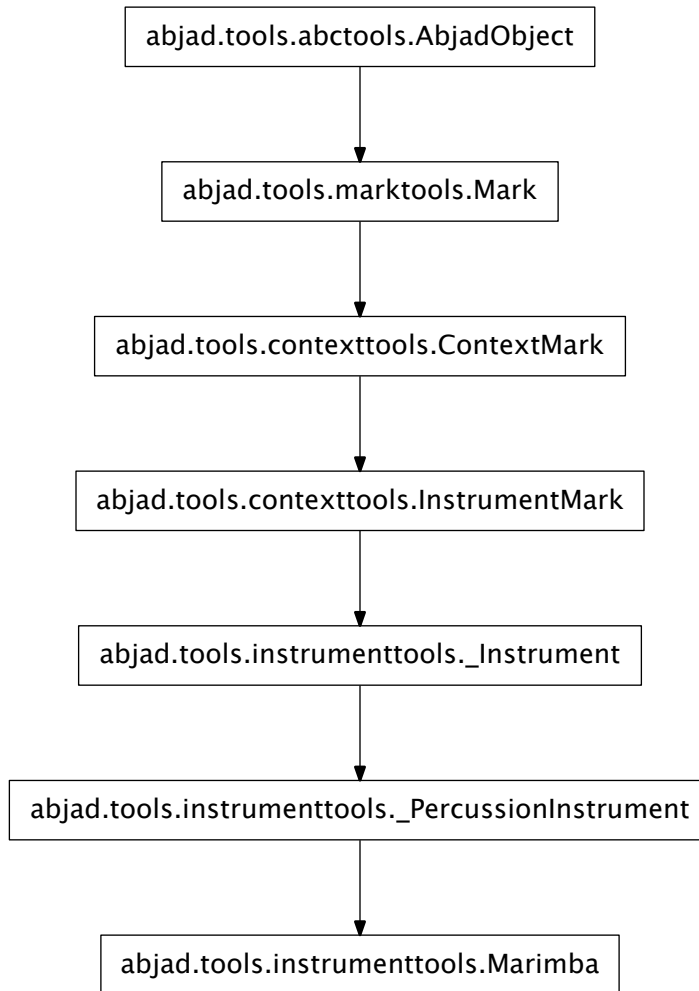 abjad.tools.abctools.AbjadObject
abjad.tools.marktools.Mark
abjad.tools.contexttools.ContextMark
abjad.tools.contexttools.InstrumentMark
abjad.tools.instrumenttools._Instrument
abjad.tools.instrumenttools._PercussionInstrument
abjad.tools.instrumenttools.Marimba